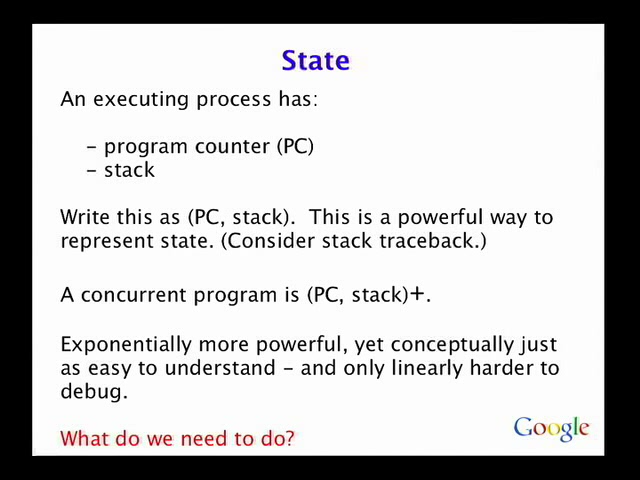 State
An executing process has:
– program counter (PC)
– stack
Write this as (PC, stack).  This is a powerful way to
represent state. (Consider stack traceback.)
A concurrent program is (PC, stack)+.
Exponentially more powerful, yet conceptually just
as easy to understand – and only linearly harder to
debug.
What do we need to do?
Google